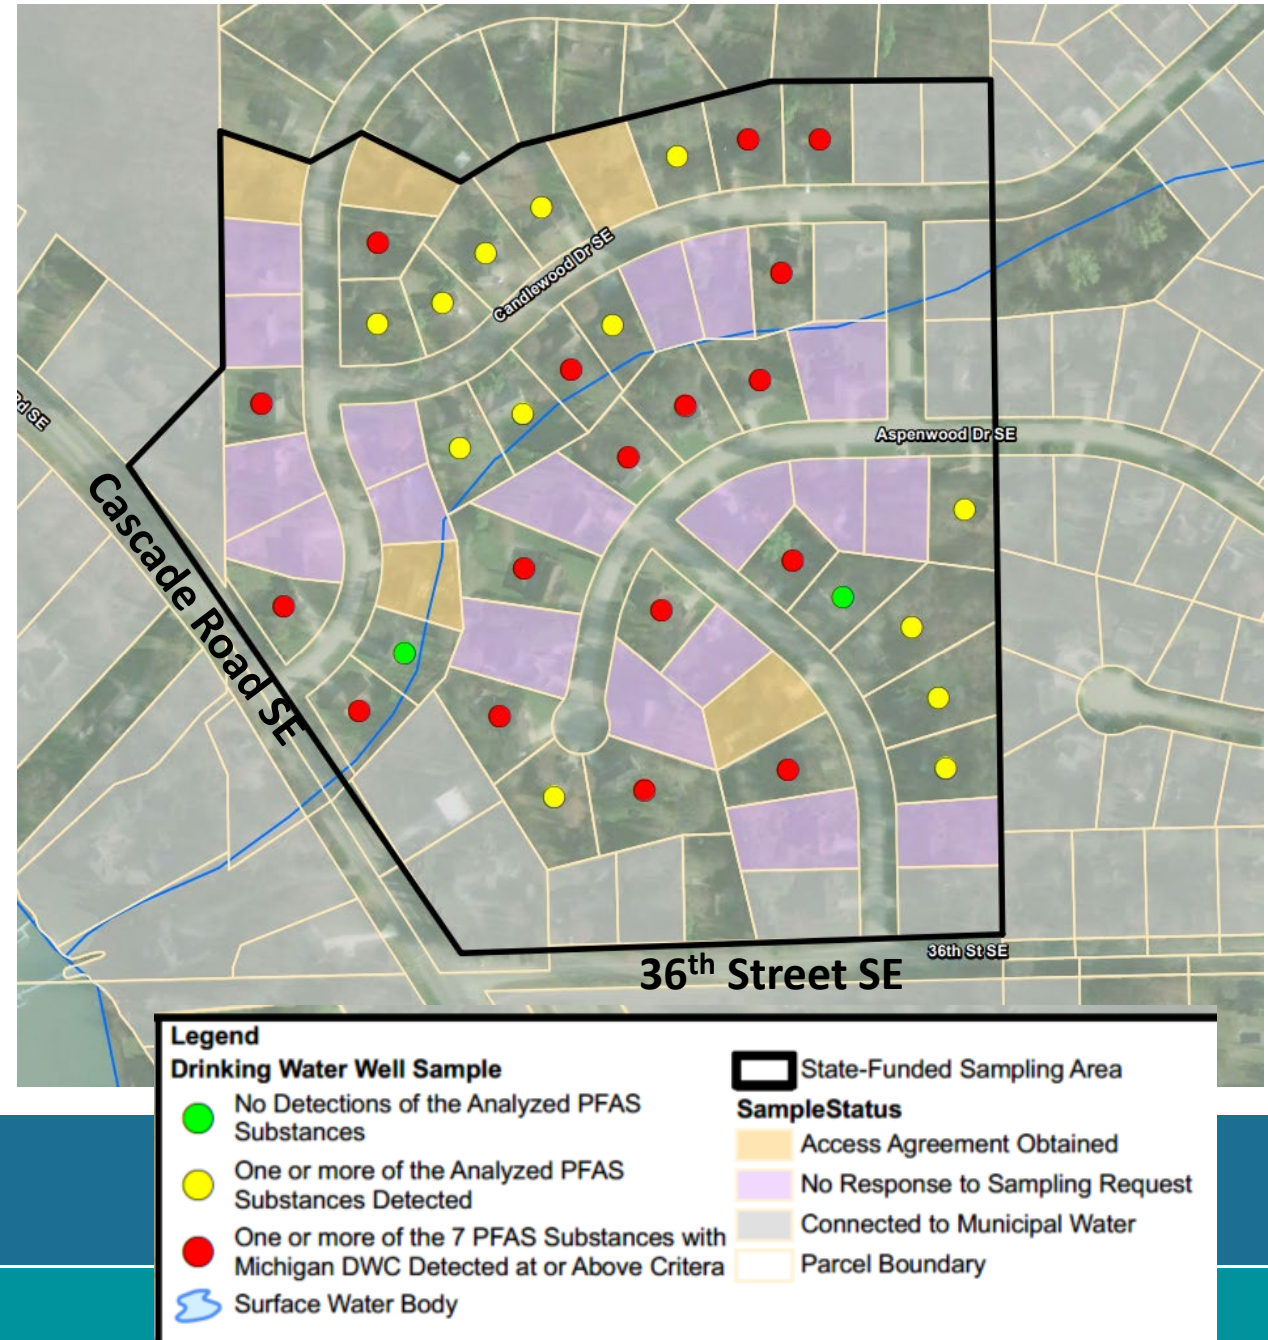 Candlewood Dr SE
Rd SE
Aspenwood Dr SE
Cascade Road SE
36th St SE
36th Street SE
Legend
Drinking Water Well Sample
No Detections of the Analyzed PFAS
Substances
One or more of the Analyzed PFAS
Substances Detected
One or more of the 7 PFAS Substances with
Michigan DWC Detected at or Above Critera
Surface Water Body
State-Funded Sampling Area
SampleStatus
Access Agreement Obtained
No Response to Sampling Request
Connected to Municipal Water
Parcel Boundary